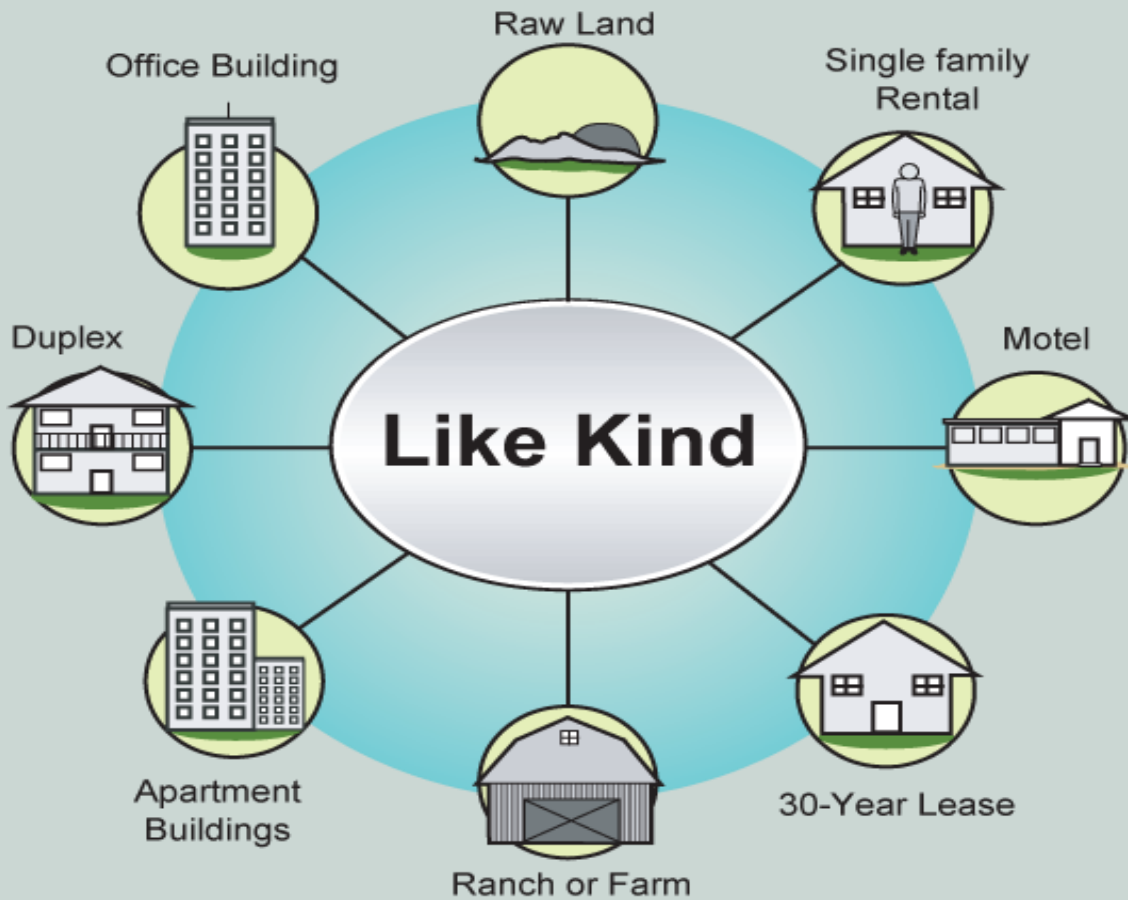 Raw Land
Office Building
Single family
Rental
Duplex
Motel
Like Kind
Apartment
Buildings
30-Year Lease
Ranch or Farm